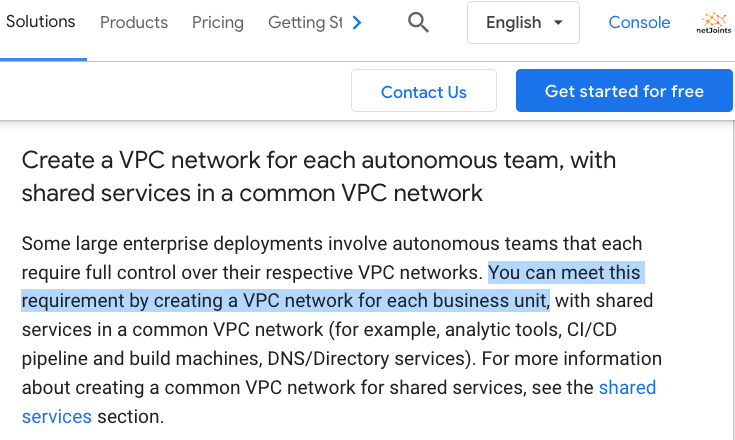 Solutions Products Pricing Getting St English Console netJoints
Contact Us Get started for free
Create a VPC network for each autonomous team, with
shared services in a common VPC network
Some large enterprise deployments involve autonomous teams that each
require full control over their respective VPC networks. You can meet this
requirement by creating a VPC network for each business unit, with shared
services in a common VPC network (for example, analytic tools, CI/CD
pipeline and build machines, DNS/Directory services). For more information
about creating a common VPC network for shared services, see the shared
services section.